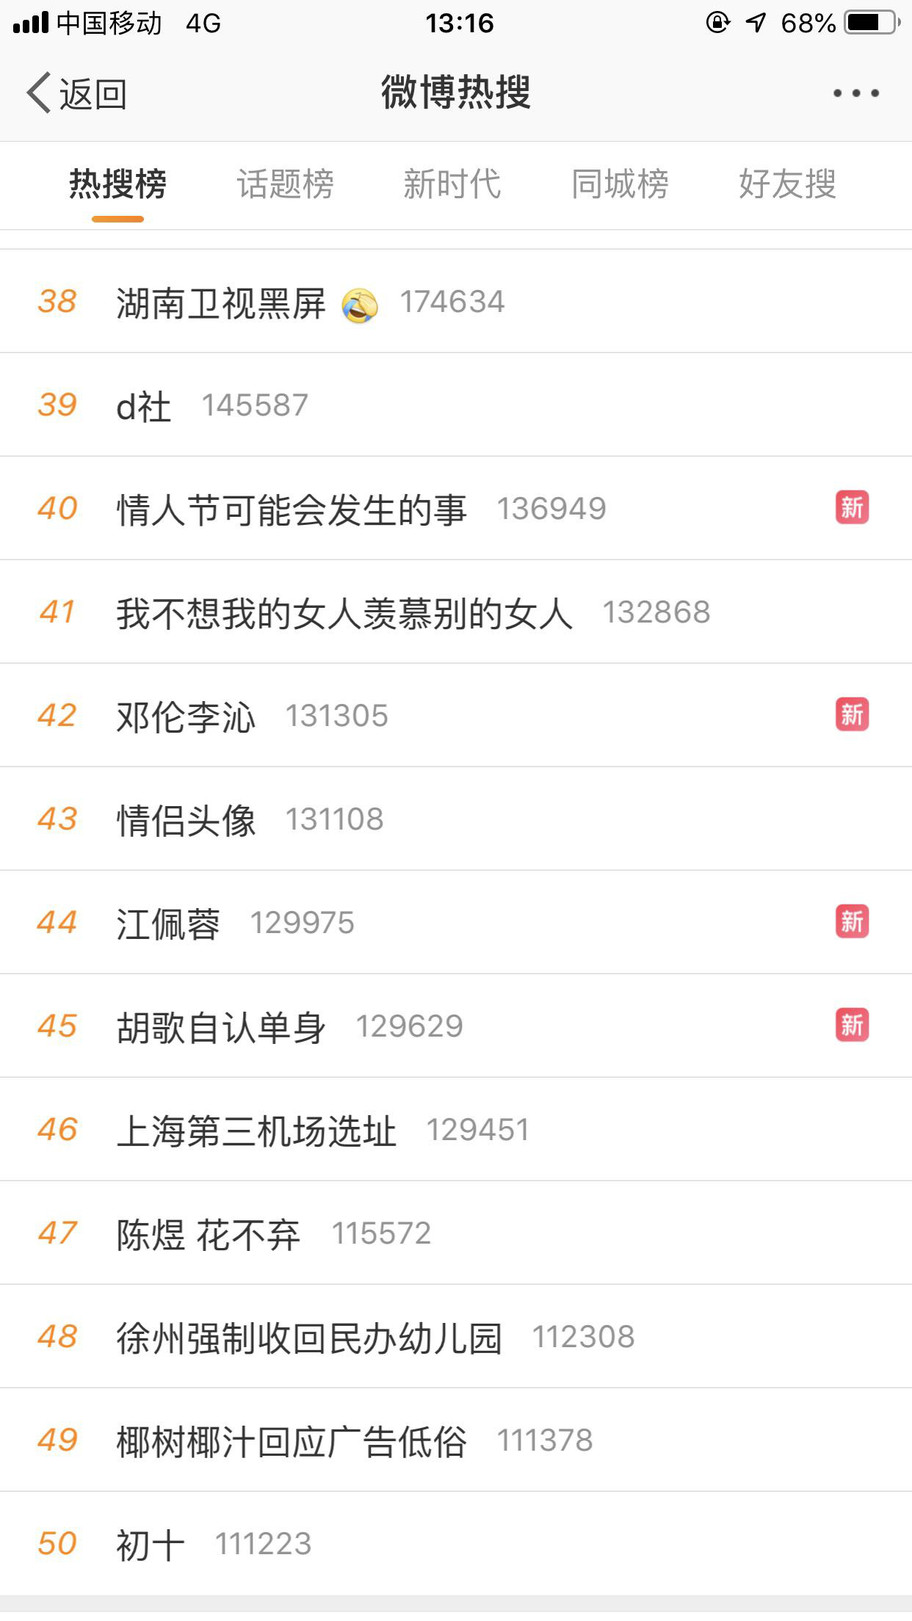 中国移动 4G 13:16 68%
返回 微博热搜
热搜榜 话题榜 新时代 同城榜 好友搜
38 湖南卫视黑屏 174634
39 d社 145587
40 情人节可能会发生的事 136949 新
41 我不想我的女人羡慕别的女人 132868
42 邓伦李沁 131305 新
43 情侣头像 131108
44 江佩蓉 129975 新
45 胡歌自认单身 129629 新
46 上海第三机场选址 129451
47 陈煜 花不弃 115572
48 徐州强制收回民办幼儿园 112308
49 椰树椰汁回应广告低俗 111378
50 初十 111223